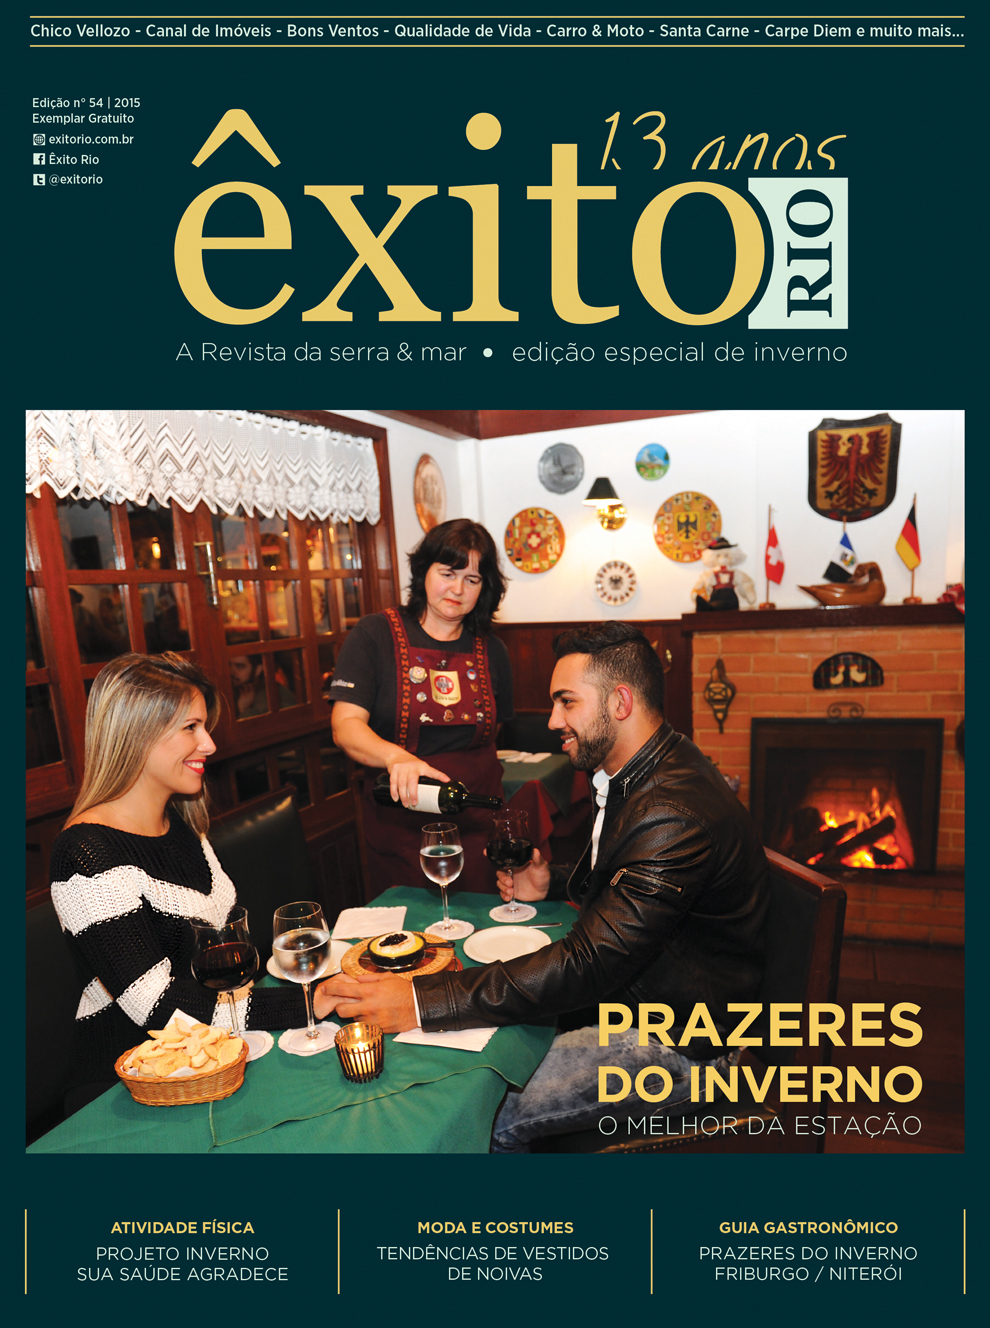 Chico Vellozo - Canal de Imóveis - Bons Ventos - Qualidade de Vida - Carro & Moto - Santa Carne - Carpe Diem e muito mais...
Edição n° 54 | 2015
Exemplar Gratuito
exitorio.com.br
Êxito Rio
@exitorio
13 anos
êxito
RIO
A Revista da serra & mar • edição especial de inverno
PRAZERES
DO INVERNO
O MELHOR DA ESTAÇÃO
ATIVIDADE FÍSICA
PROJETO INVERNO
SUA SAÚDE AGRADECE
MODA E COSTUMES
TENDÊNCIAS DE VESTIDOS
DE NOIVAS
GUIA GASTRONÔMICO
PRAZERES DO INVERNO
FRIBURGO / NITERÓI